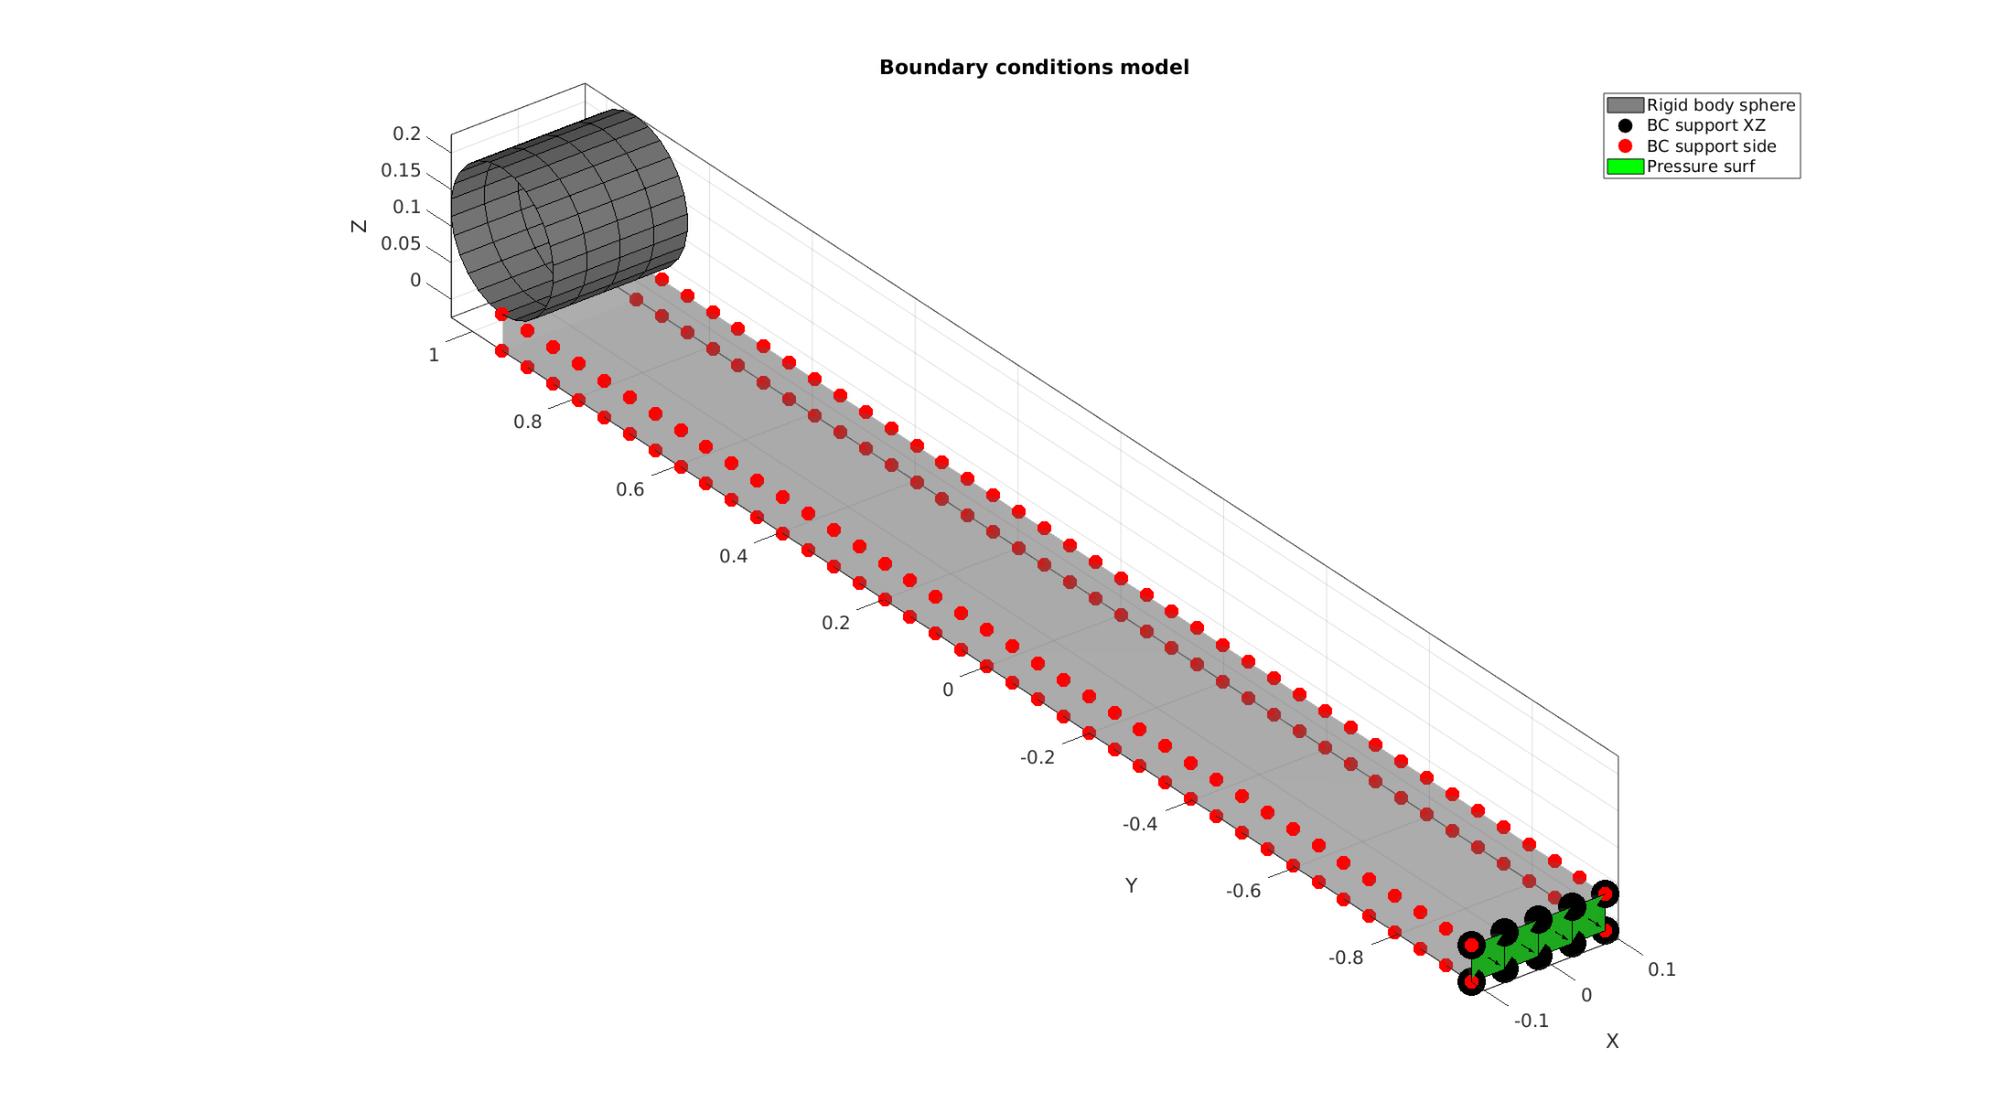 Boundary conditions model
Rigid body sphere
BC support XZ
BC support side
Pressure surf
0.2
0.15
0.1
0.05
0
Z
1
0.8
0.6
0.4
0.2
0
-0.2
-0.4
-0.6
-0.8
Y
0.1
0
-0.1
X